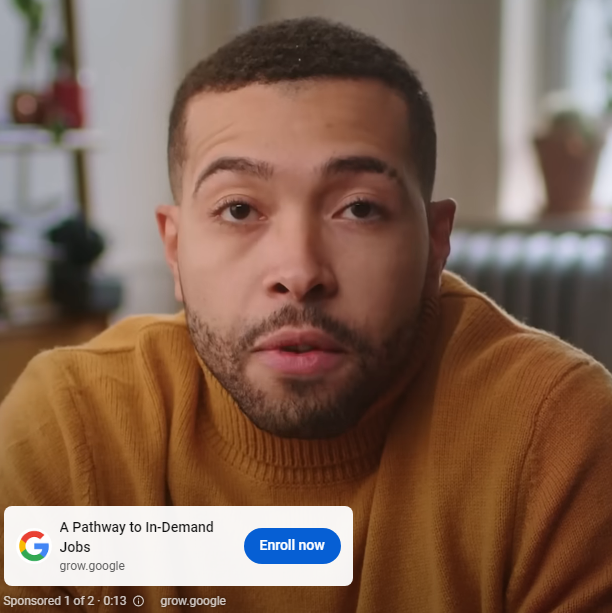 A Pathway to In-Demand
Jobs
grow.google
Enroll now
Sponsored 1 of 2 · 0:13 ⓘ grow.google